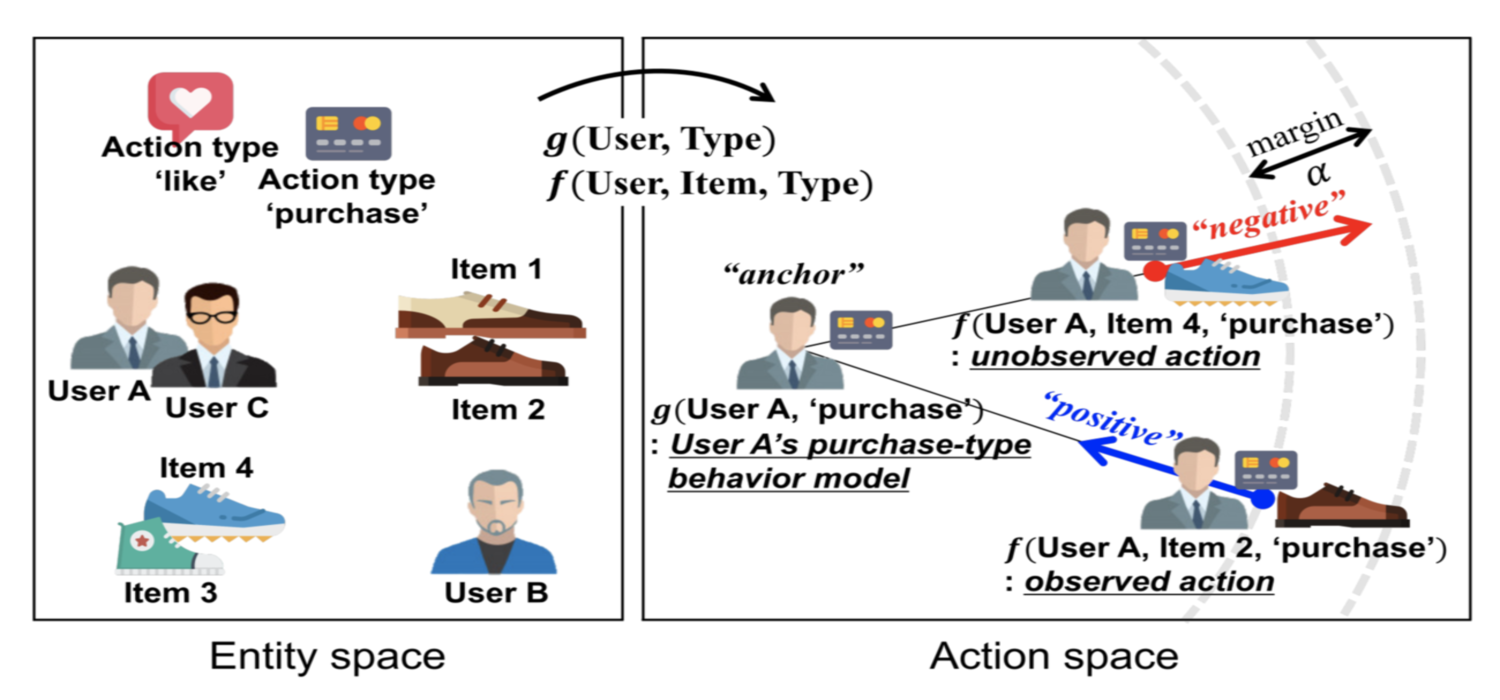 Action type
‘like’
Action type
‘purchase’
g(User, Type)
f(User, Item, Type)
User A
User C
Item 1
Item 2
Item 4
Item 3
User B
Entity space
margin
α
“negative”
“anchor”
f(User A, Item 4, ‘purchase’)
: unobserved action
g(User A, ‘purchase’)
: User A’s purchase-type
behavior model
“positive”
f(User A, Item 2, ‘purchase’)
: observed action
Action space